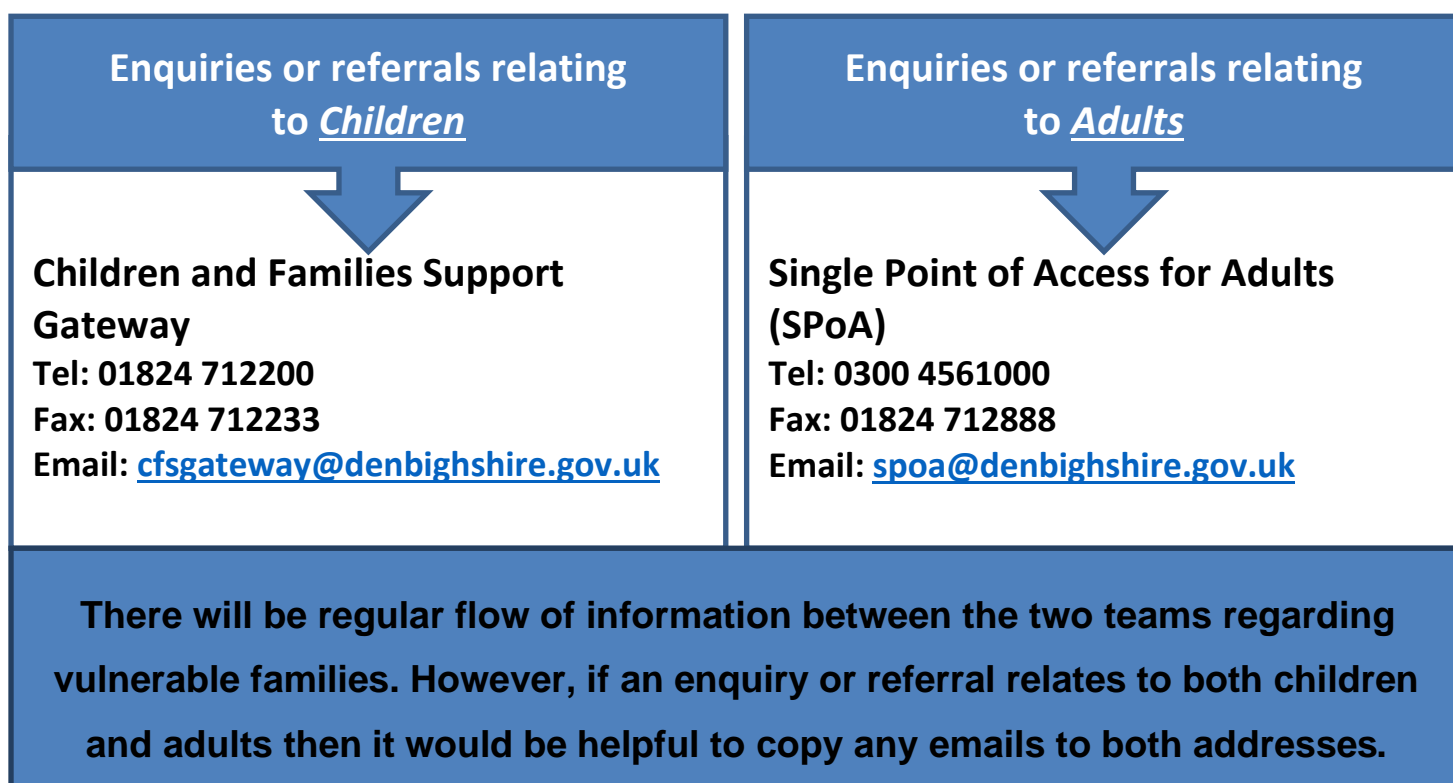 Enquiries or referrals relating
to Children
Children and Families Support
Gateway
Tel: 01824 712200
Fax: 01824 712233
Email: cfsgateway@denbighshire.gov.uk
Enquiries or referrals relating
to Adults
Single Point of Access for Adults
(SPoA)
Tel: 0300 4561000
Fax: 01824 712888
Email: spoa@denbighshire.gov.uk
There will be regular flow of information between the two teams regarding
vulnerable families. However, if an enquiry or referral relates to both children
and adults then it would be helpful to copy any emails to both addresses.